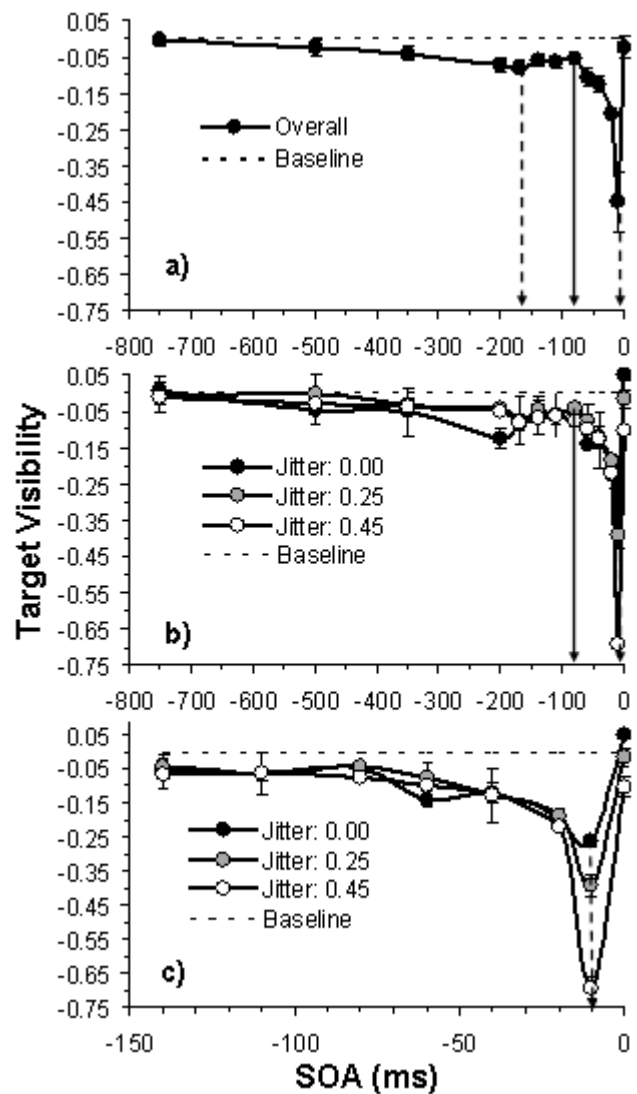 0.05
-0.05
-0.15
-0.25
-0.35
-0.45
-0.55
-0.65
-0.75
Overall
Baseline
a)
-800 -700 -600 -500 -400 -300 -200 -100 0
0.05
-0.05
-0.15
-0.25
-0.35
-0.45
-0.55
-0.65
-0.75
Target Visibility
Jitter: 0.00
Jitter: 0.25
Jitter: 0.45
Baseline
b)
-800 -700 -600 -500 -400 -300 -200 -100 0
0.05
-0.05
-0.15
-0.25
-0.35
-0.45
-0.55
-0.65
-0.75
Jitter: 0.00
Jitter: 0.25
Jitter: 0.45
Baseline
c)
-150 -100 -50 0
SOA (ms)